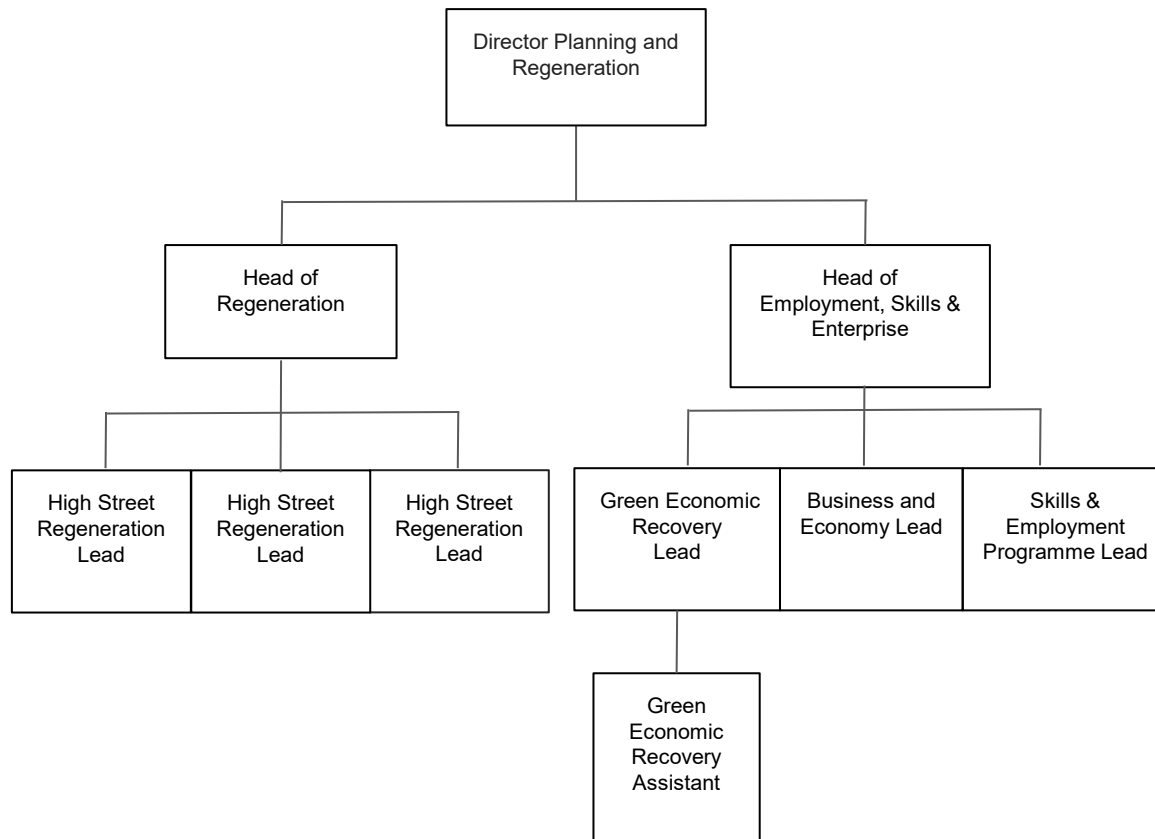 Director Planning and
Regeneration
Head of
Regeneration
Head of
Employment, Skills &
Enterprise
High Street
Regeneration
Lead
High Street
Regeneration
Lead
High Street
Regeneration
Lead
Green Economic
Recovery
Lead
Business and
Economy Lead
Skills &
Employment
Programme Lead
Green
Economic
Recovery
Assistant